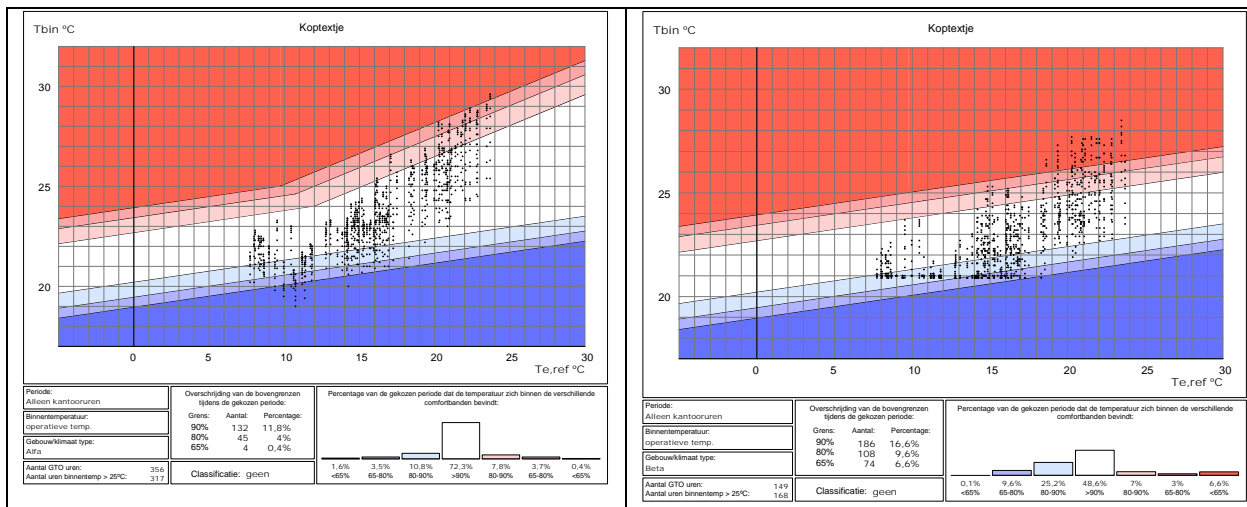 Tbin °C
Koptextje
30
25
20
0 5 10 15 20 25 30
Te,ref °C
Periode:
Alleen kantooruren
Binnentemperatuur:
operatieve temp.
Gebouw/klimaat type:
Alfa
Aantal GTO uren: 356
Aantal uren binnentemp > 25°C: 317
Overschrijving van de bovengrenzen
tijdens de gekozen periode:
Grens: Aantal: Percentage:
90% 132 11,8%
80% 45 4%
65% 4 0,4%
Classificatie: geen
Percentage van de gekozen periode dat de temperatuur zich binnen de verschillende
comfortbanden bevindt:
1,6% 3,5% 10,8% 72,3% 7,8% 3,7% 0,4%
<65% 65-80% 80-90% >90% 80-90% 65-80% <65%
Tbin °C
Koptextje
30
25
20
0 5 10 15 20 25 30
Te,ref °C
Periode:
Alleen kantooruren
Binnentemperatuur:
operatieve temp.
Gebouw/klimaat type:
Beta
Aantal GTO uren: 149
Aantal uren binnentemp > 25°C: 168
Overschrijving van de bovengrenzen
tijdens de gekozen periode:
Grens: Aantal: Percentage:
90% 186 16,6%
80% 108 9,6%
65% 74 6,6%
Classificatie: geen
Percentage van de gekozen periode dat de temperatuur zich binnen de verschillende
comfortbanden bevindt:
0,1% 9,6% 25,2% 48,6% 7% 3% 6,6%
<65% 65-80% 80-90% >90% 80-90% 65-80% <65%